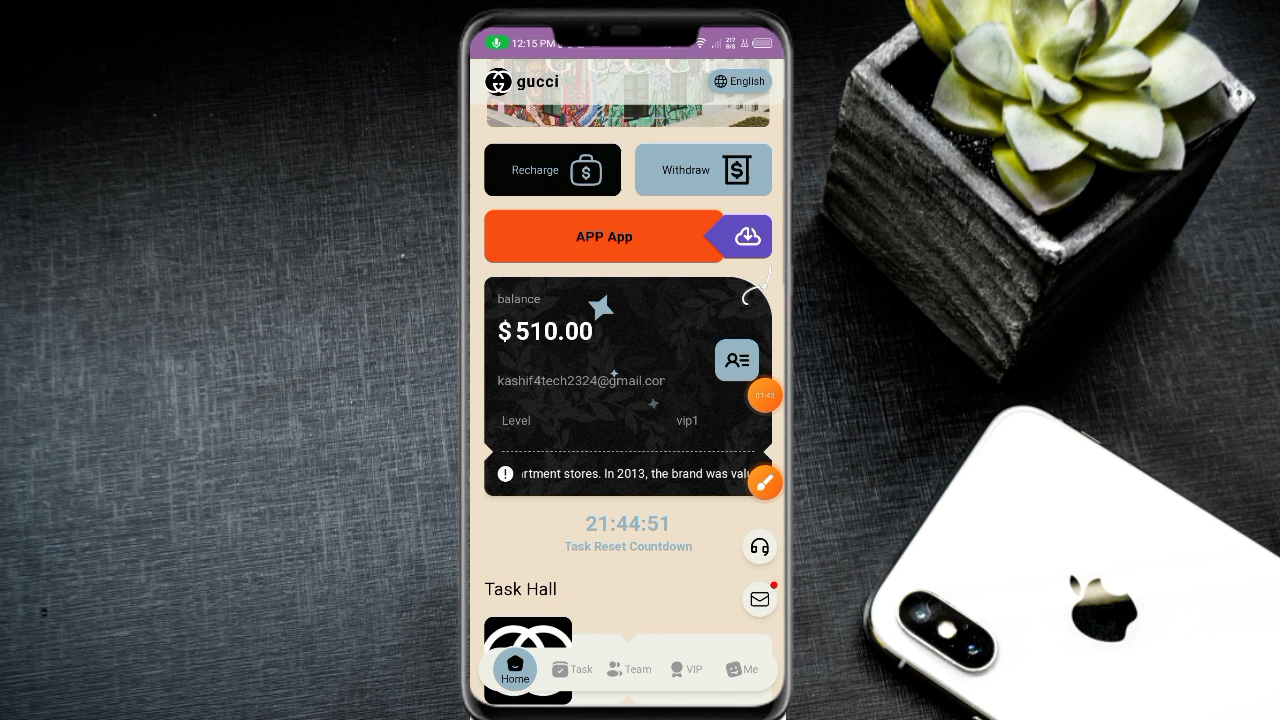 12:15 PM
217
B/S
gucci
English
Recharge
Withdraw
APP App
balance
$ 510.00
kashif4tech2324@gmail.cor
01:43
Level
vip1
rtment stores. In 2013, the brand was valu
21:44:51
Task Reset Countdown
Task Hall
Home
Task
Team
VIP
Me